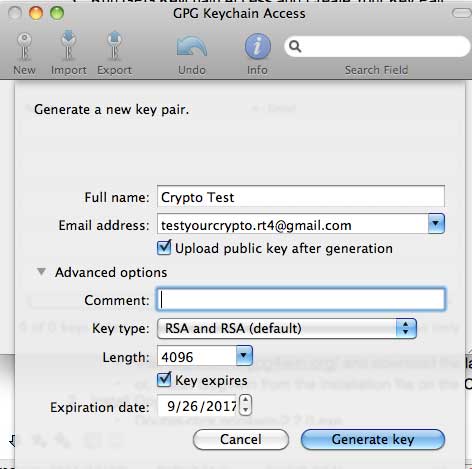 GPG Keychain Access
New Import Export Undo Info Search Field
Generate a new key pair.
Full name: Crypto Test
Email address: testyourcrypto.rt4@gmail.com
Upload public key after generation
Advanced options
Comment:
Key type: RSA and RSA (default)
Length: 4096
Key expires
Expiration date: 9/26/2017
Cancel Generate key